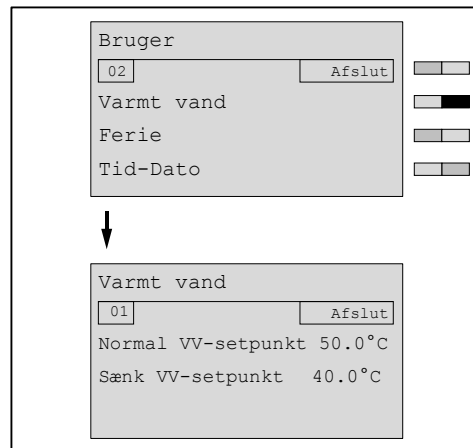 Bruger
02 Afslut
Varmt vand
Ferie
Tid-Dato
Varmt vand
01 Afslut
Normal VV-setpunkt 50.0°C
Sænk VV-setpunkt 40.0°C